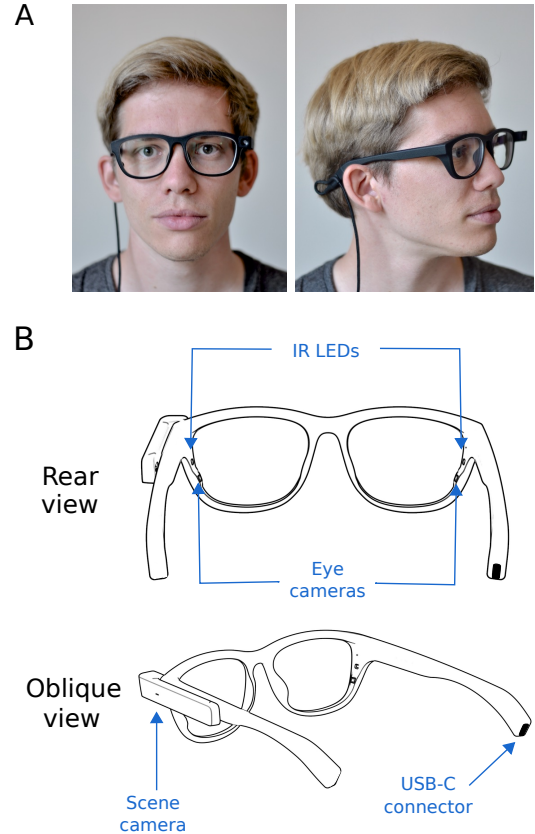 A
B
IR LEDs
Rear
view
Eye
cameras
Oblique
view
Scene
camera
USB-C
connector